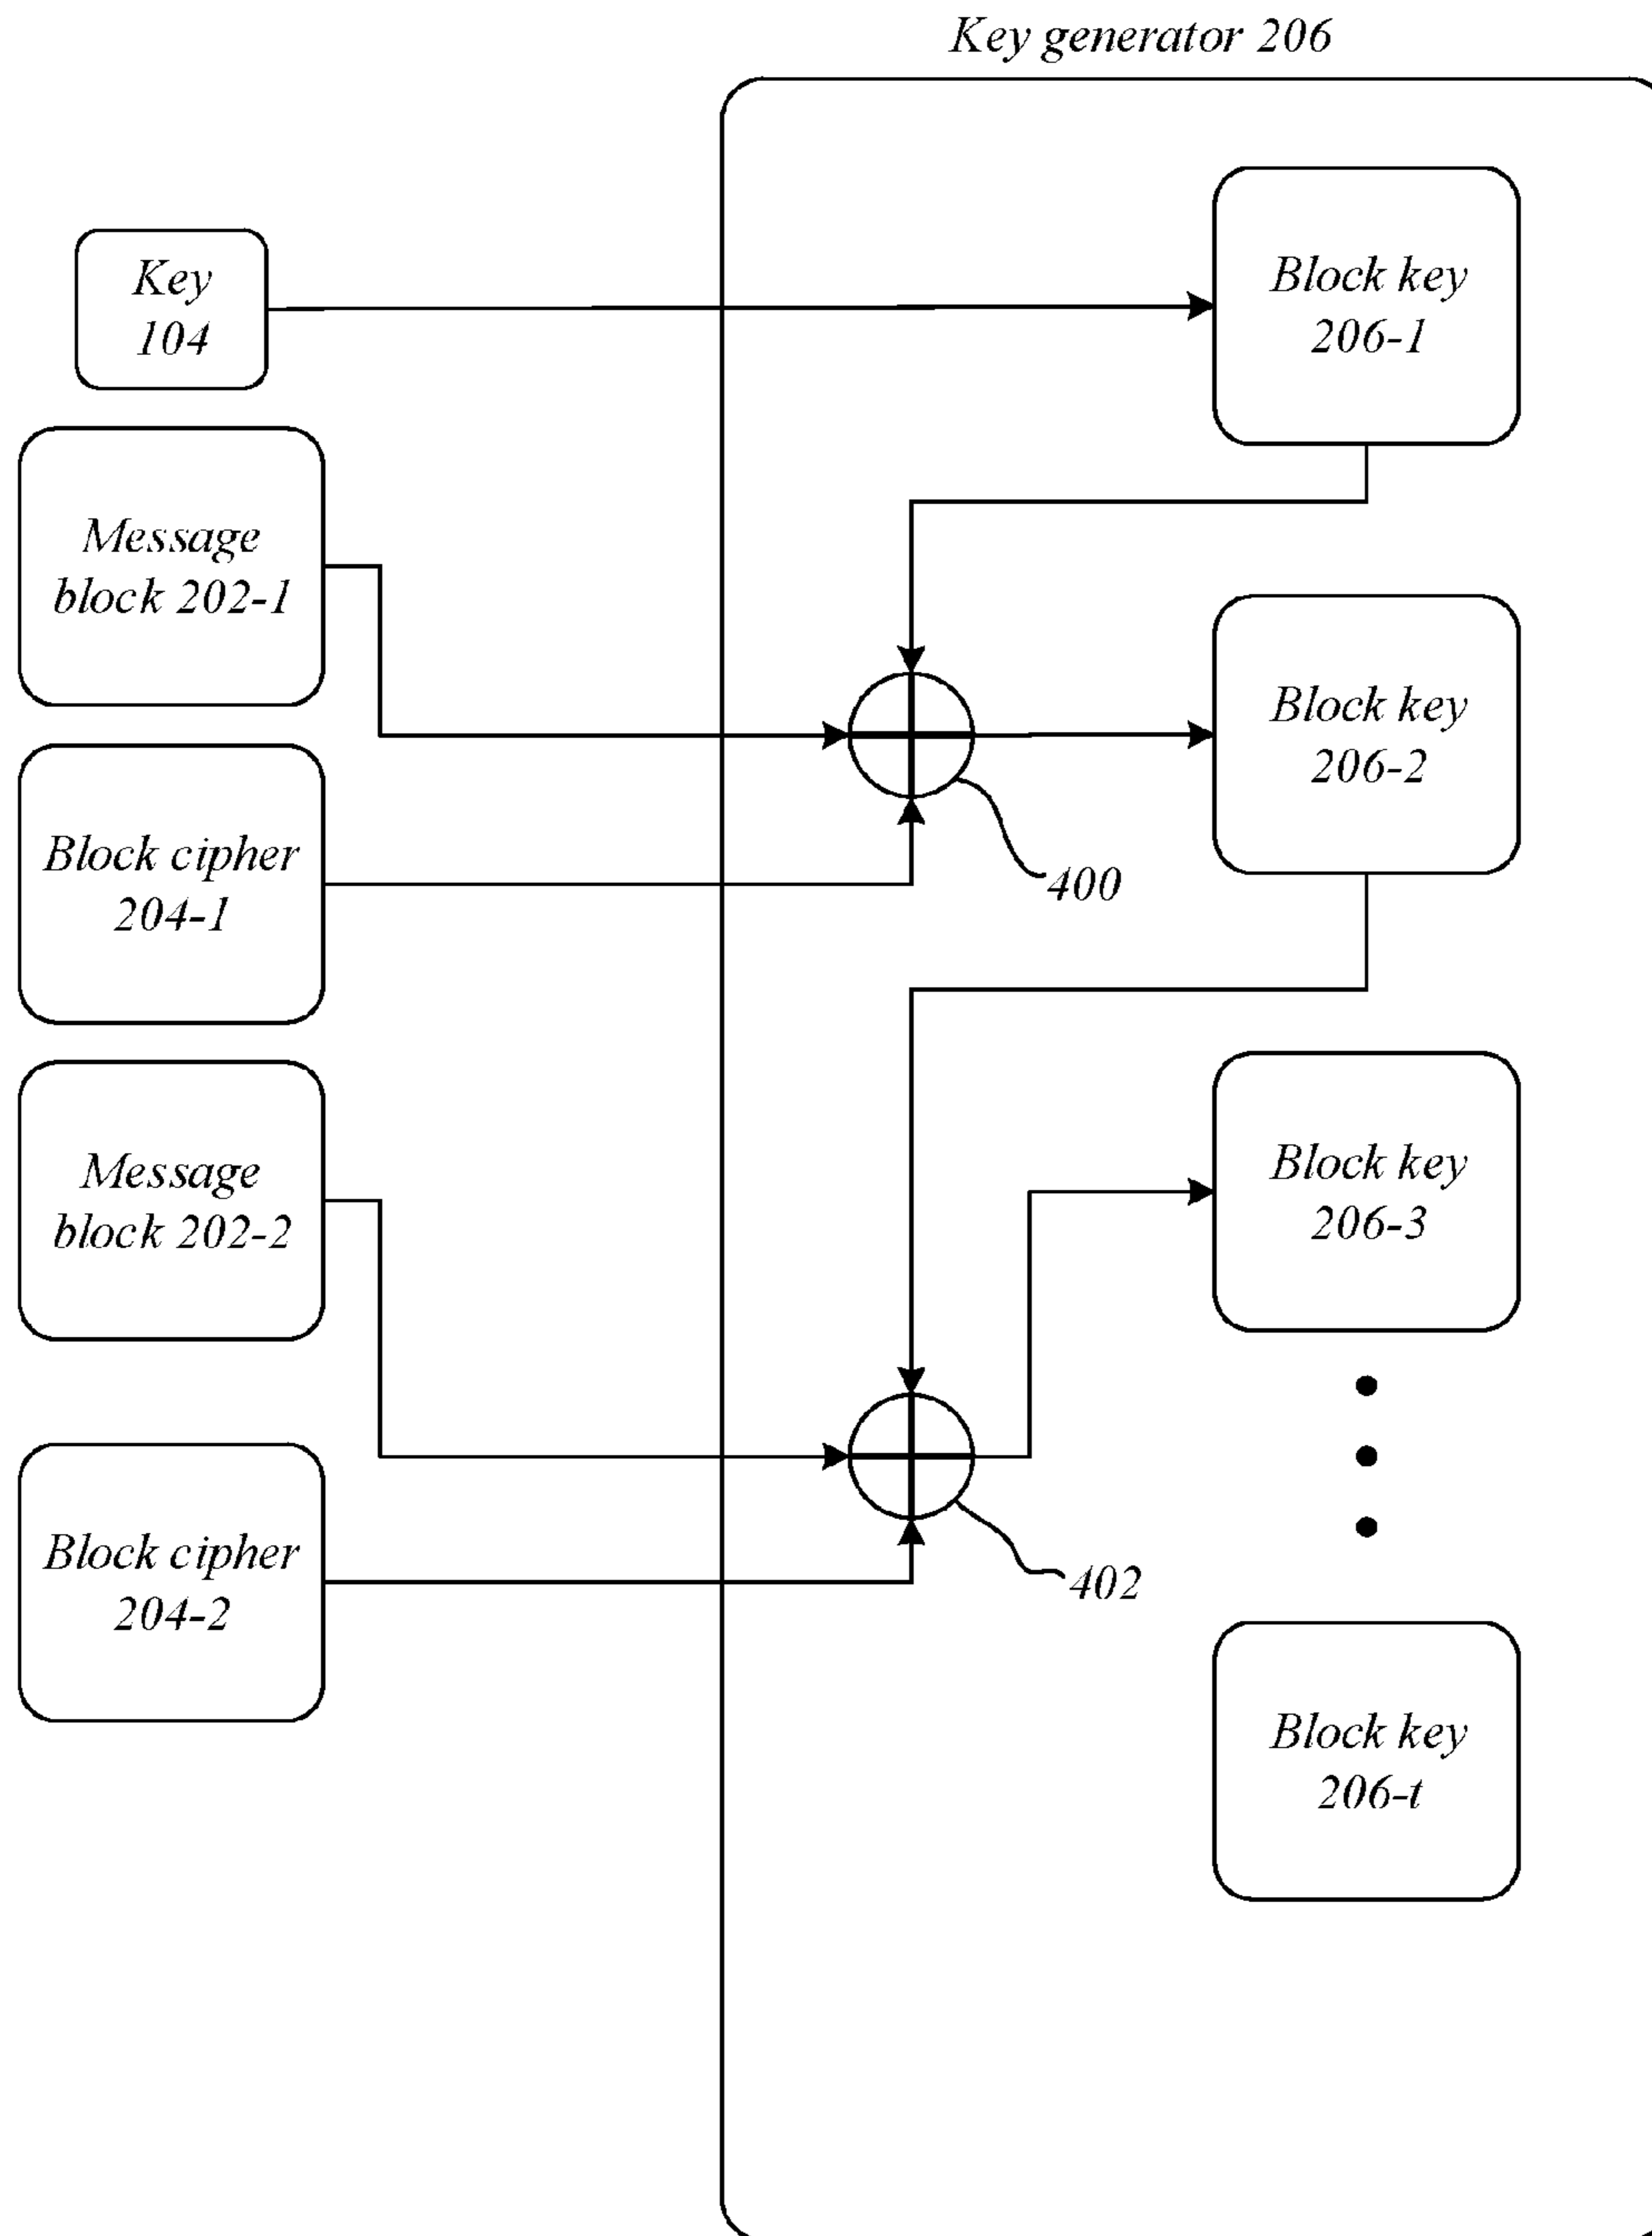 Key generator 206
Key
104
Block key
206-1
Message
block 202-1
Block key
206-2
Block cipher
204-1
400
Message
block 202-2
Block key
206-3
Block cipher
204-2
402
Block key
206-t